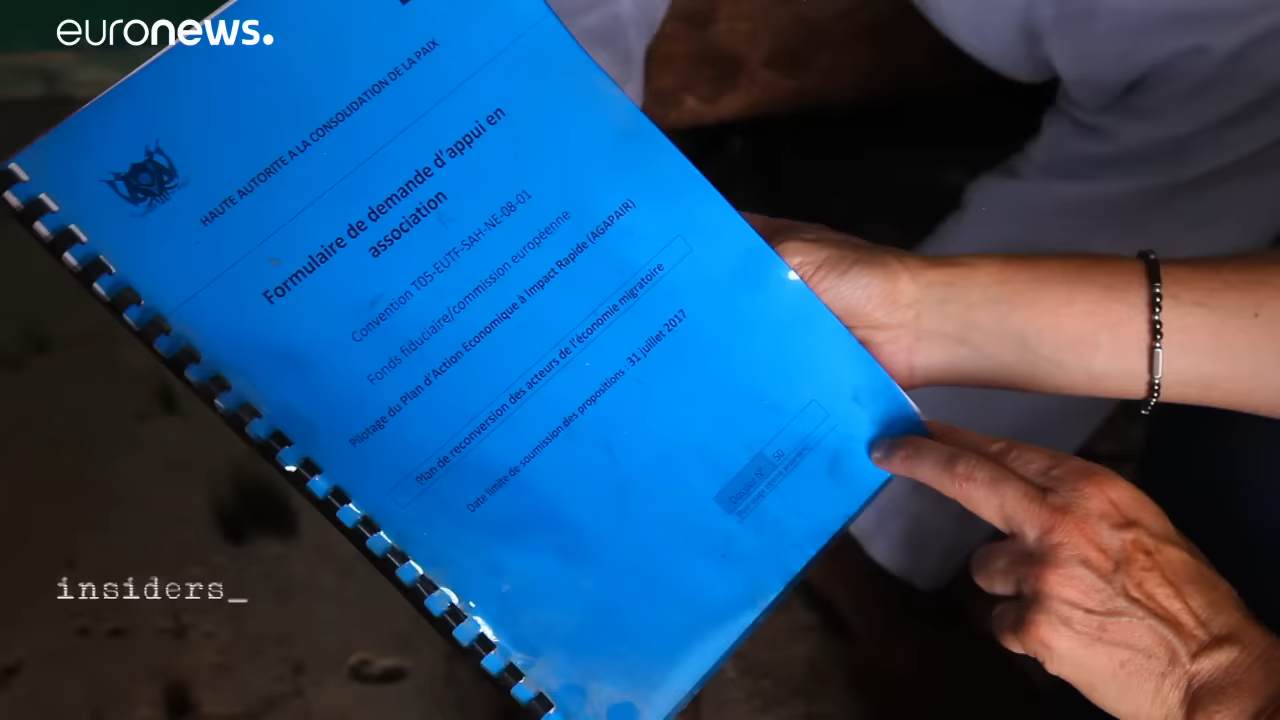 euronews.
HAUTE AUTORITE A LA CONSOLIDATION DE LA PAIX
Formulaire de demande d'appui en
association
Convention T05-EUTF-SAH-NE-08-01
Fonds fiduciaire/commission européenne
Pilotage du Plan d'Action Economique à Impact Rapide (AGAPAIR)
Plan de reconversion des acteurs de l'économie migratoire
Date limite de soumission des propositions : 31 juillet 2017
Dossier N° 50
insiders_